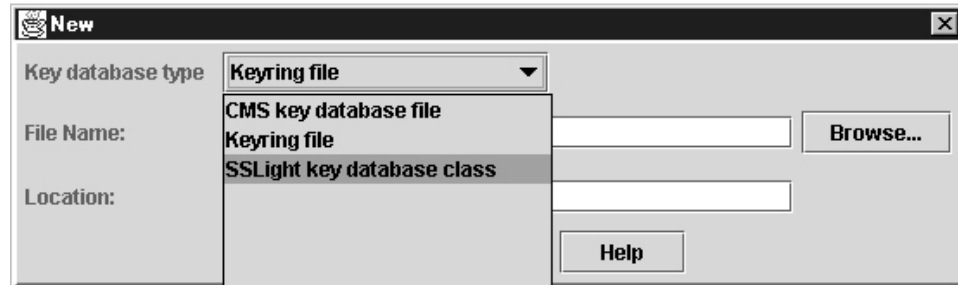 New
Key database type Keyring file
CMS key database file
File Name: Keyring file Browse...
SSLight key database class
Location:
Help